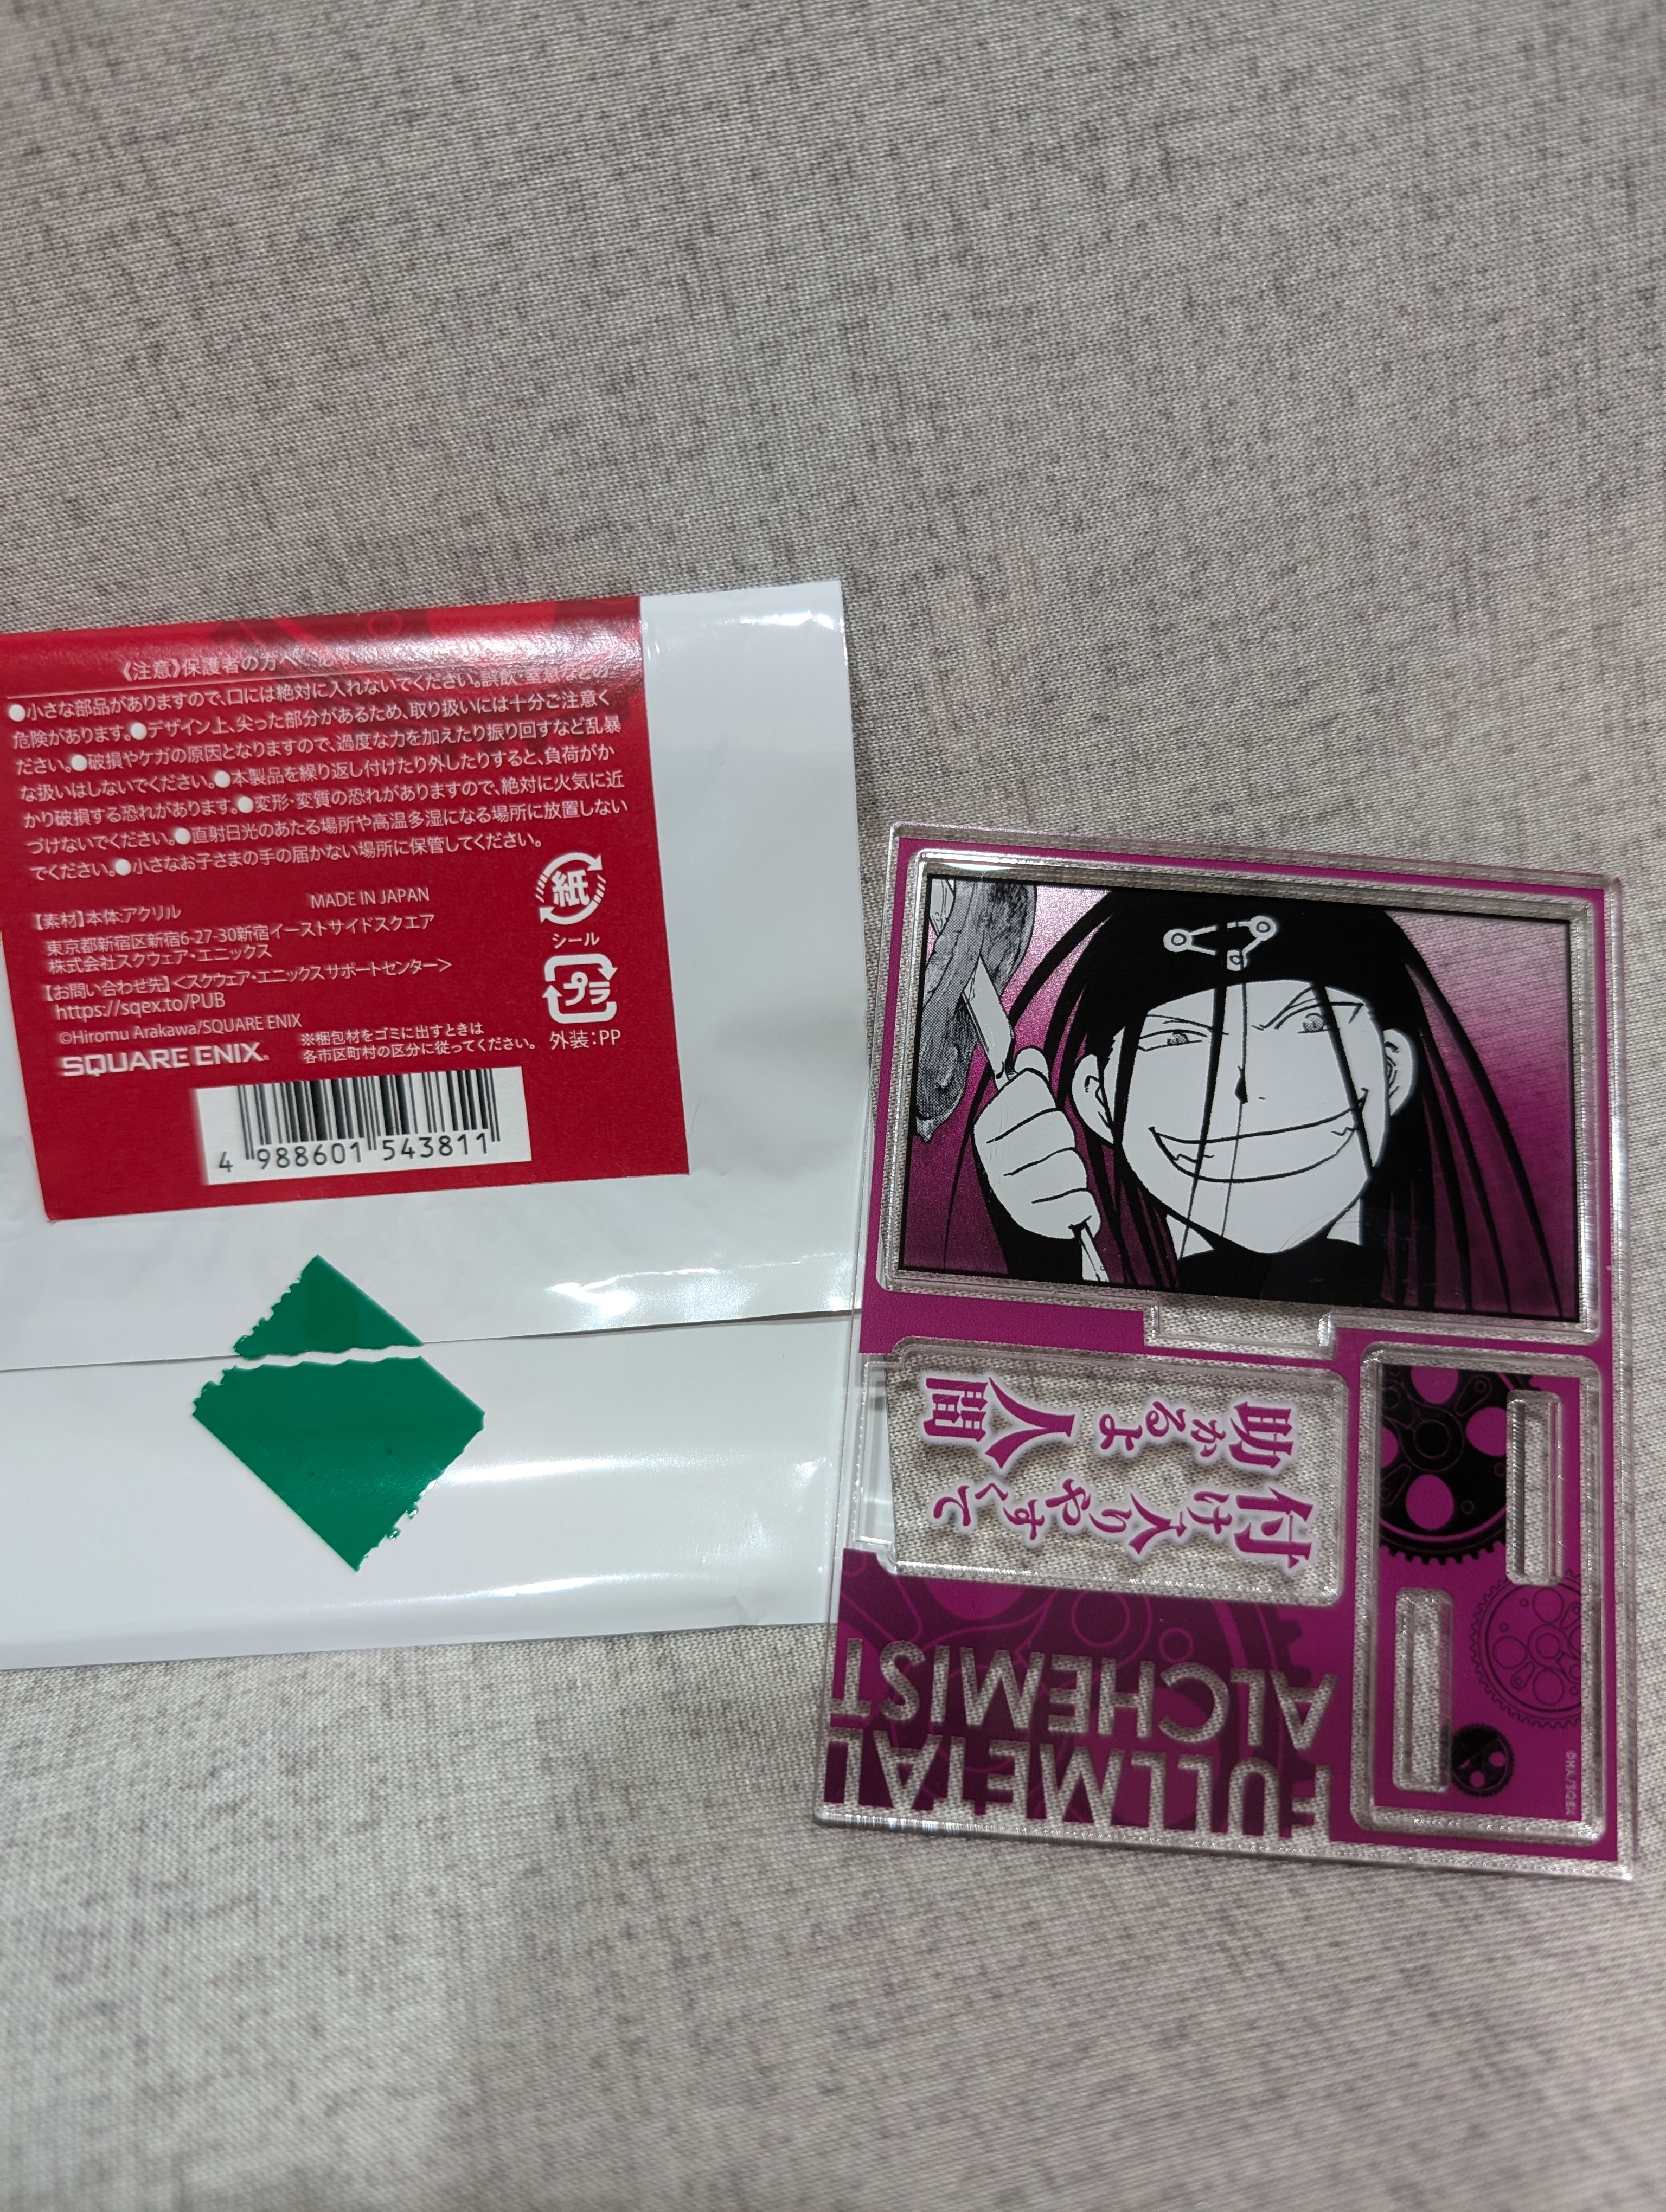 《注意》保護者の方へ
●小さな部品がありますので、口には絶対に入れないでください。誤飲・窒息などの
危険があります。●デザイン上、尖った部分があるため、取り扱いには十分ご注意く
ださい。●破損やケガの原因となりますので、過度な力を加えたり振り回すなど乱暴
な扱いはしないでください。●本製品を繰り返し付けたり外したりすると、負荷がか
かり破損する恐れがあります。●変形・変質の恐れがありますので、絶対に火気に近
づけないでください。●直射日光のあたる場所や高温多湿になる場所に放置しない
でください。●小さなお子さまの手の届かない場所に保管してください。
MADE IN JAPAN
【素材】本体:アクリル
東京都新宿区新宿6-27-30新宿イーストサイドスクエア
株式会社スクウェア・エニックス
【お問い合わせ先】<スクウェア・エニックス サポートセンター>
https://sqex.to/PUB
©Hiromu Arakawa/SQUARE ENIX
SQUARE ENIX®
※梱包材をゴミに出すときは
各市区町村の区分に従ってください。
紙
シール
プラ
外装:PP
4 988601 543811
付け入りやすくて
助かるよ
人間
FULLMETAL
ALCHEMIST
©HA/SQEX